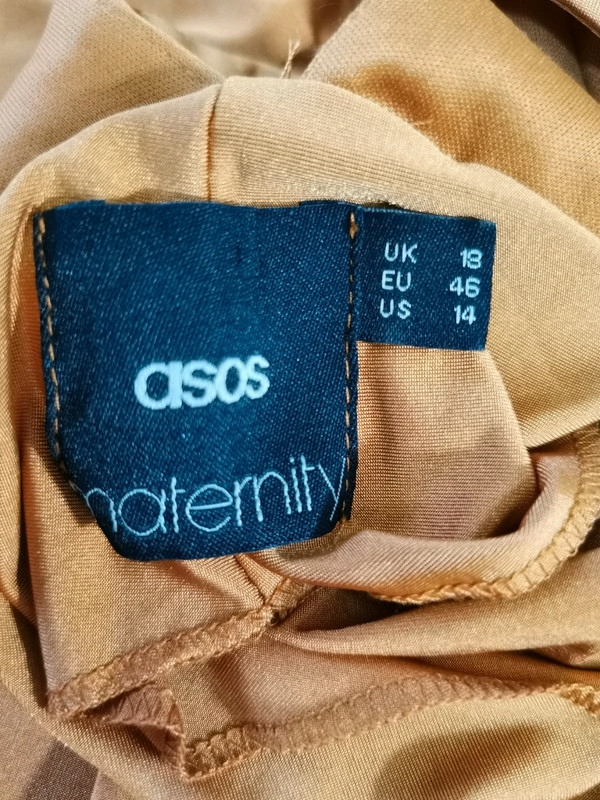 asos
maternity
UK 18
EU 46
US 14